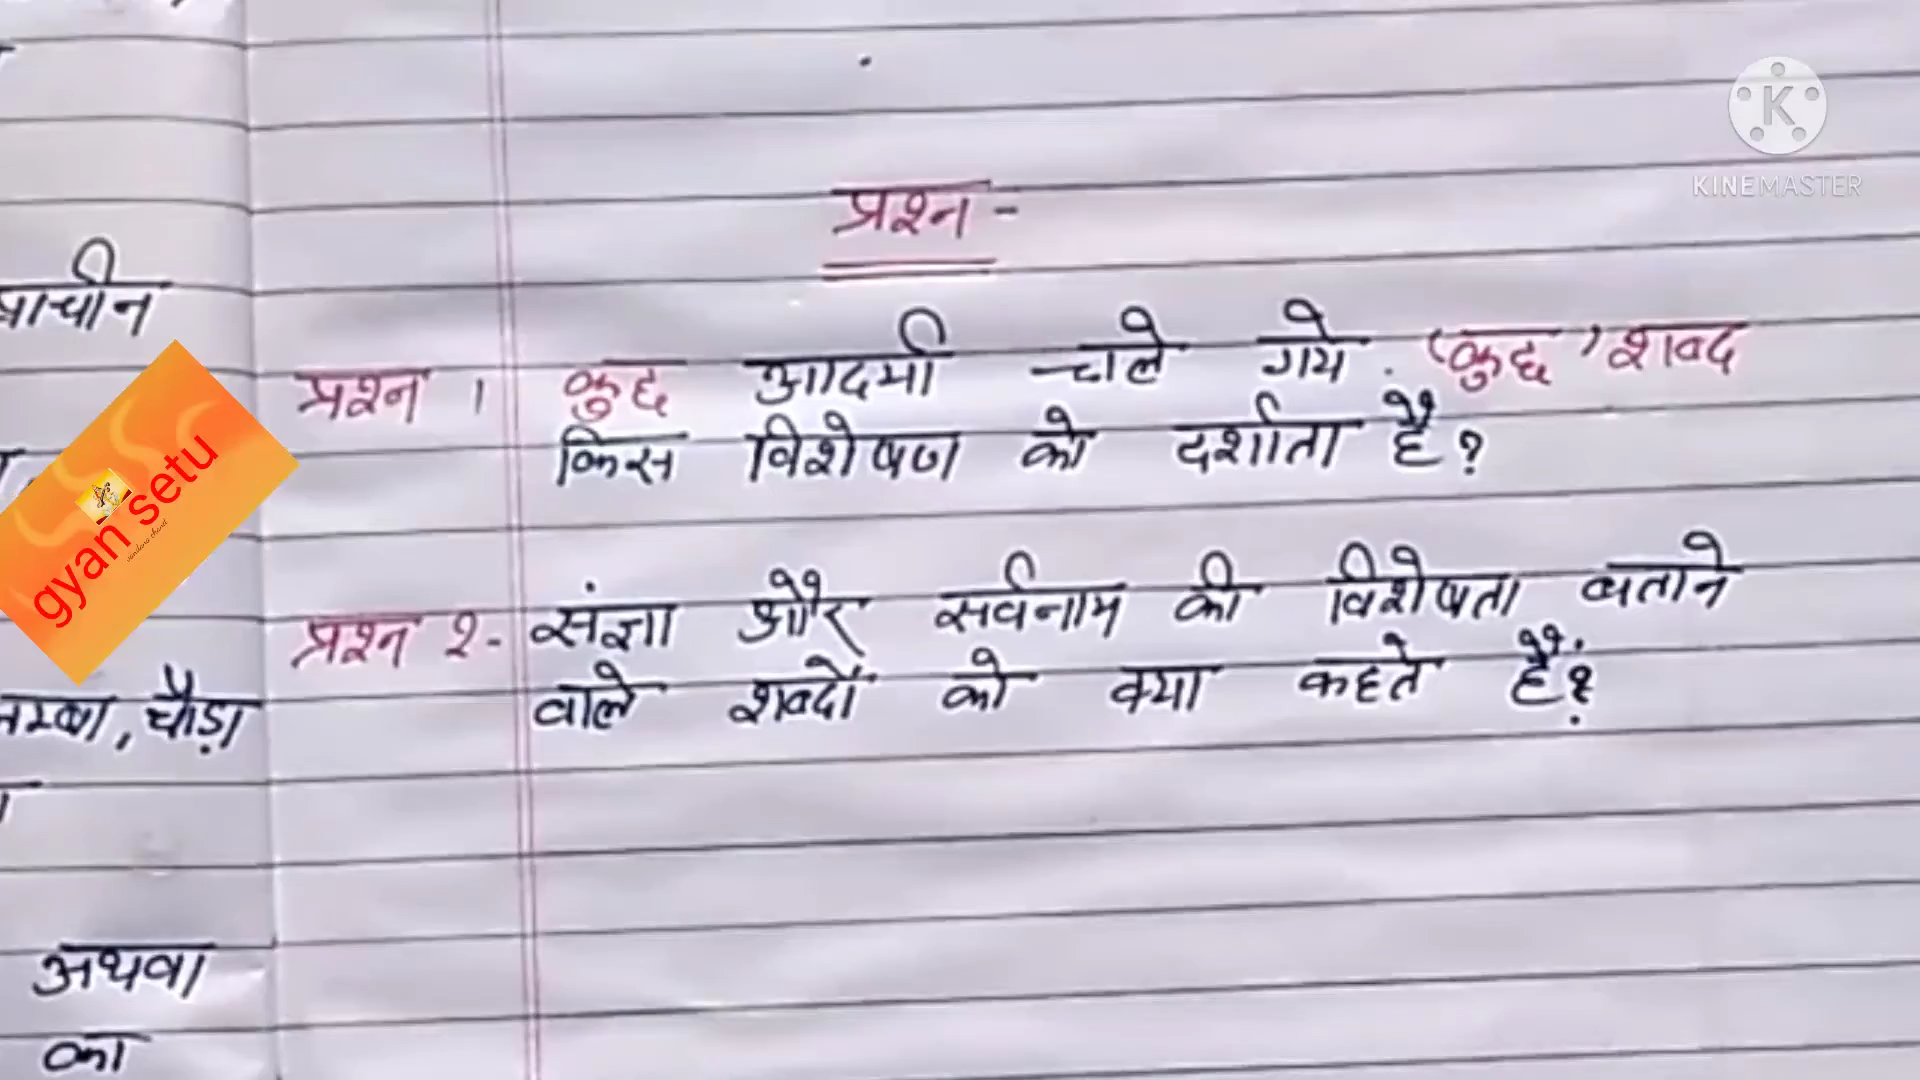 प्रश्न -
प्रश्न 1 कुछ आदमी चले गये. 'कुछ' शब्द
किस विशेषण को दर्शाता है?
प्रश्न 2- संज्ञा और सर्वनाम की विशेषता बताने
वाले शब्दों को क्या कहते हैं?
प्राचीन
लम्बा, चौड़ा
अथवा
का
gyan setu
KINEMASTER